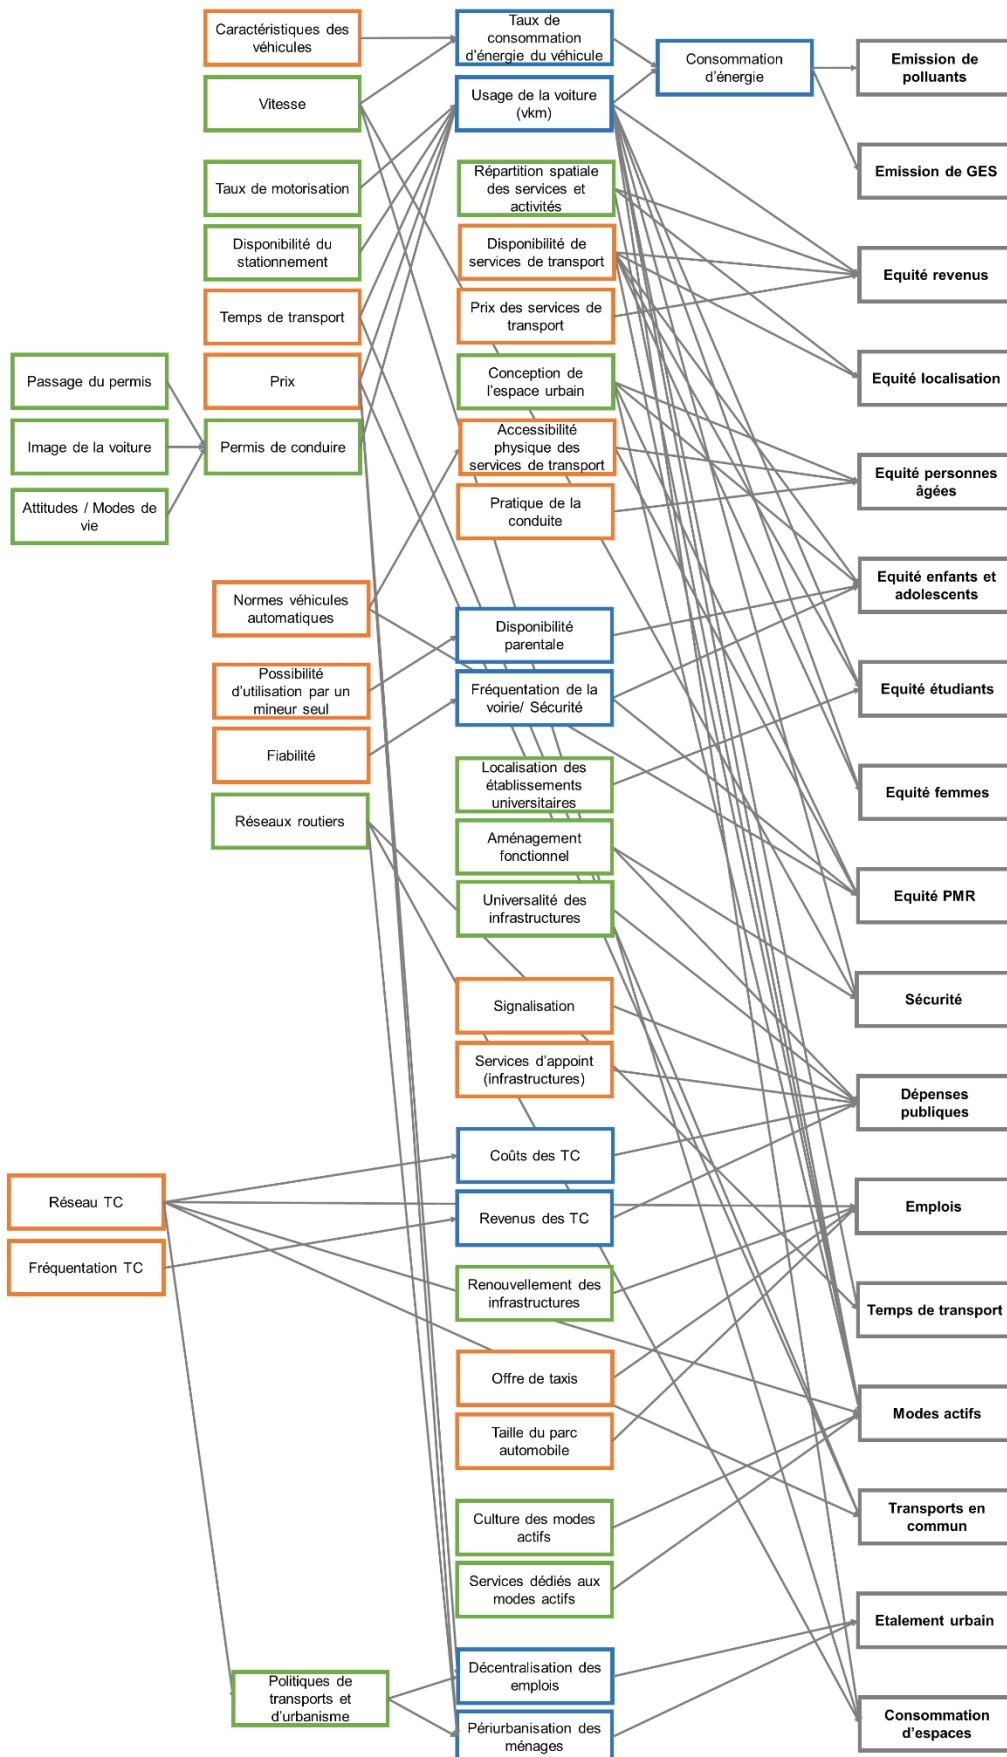 Caractéristiques des
véhicules
Taux de
consommation
d'énergie du véhicule
Consommation
d'énergie
Emission de
polluants
Vitesse
Usage de la voiture
(vkm)
Emission de GES
Taux de motorisation
Répartition spatiale
des services et
activités
Disponibilité du
stationnement
Disponibilité de
services de transport
Equité revenus
Temps de transport
Prix des services de
transport
Passage du permis
Prix
Conception de
l'espace urbain
Equité localisation
Image de la voiture
Permis de conduire
Accessibilité
physique des
services de transport
Equité personnes
âgées
Attitudes / Modes de
vie
Pratique de la
conduite
Normes véhicules
automatiques
Disponibilité
parentale
Equité enfants et
adolescents
Possibilité
d'utilisation par un
mineur seul
Fréquentation de la
voirie/ Sécurité
Equité étudiants
Fiabilité
Localisation des
établissements
universitaires
Equité femmes
Réseaux routiers
Aménagement
fonctionnel
Universalité des
infrastructures
Equité PMR
Signalisation
Sécurité
Services d'appoint
(infrastructures)
Dépenses
publiques
Coûts des TC
Réseau TC
Revenus des TC
Emplois
Fréquentation TC
Renouvellement des
infrastructures
Temps de transport
Offre de taxis
Modes actifs
Taille du parc
automobile
Culture des modes
actifs
Transports en
commun
Services dédiés aux
modes actifs
Etalement urbain
Politiques de
transports et
d'urbanisme
Décentralisation des
emplois
Périurbanisation des
ménages
Consommation
d'espaces